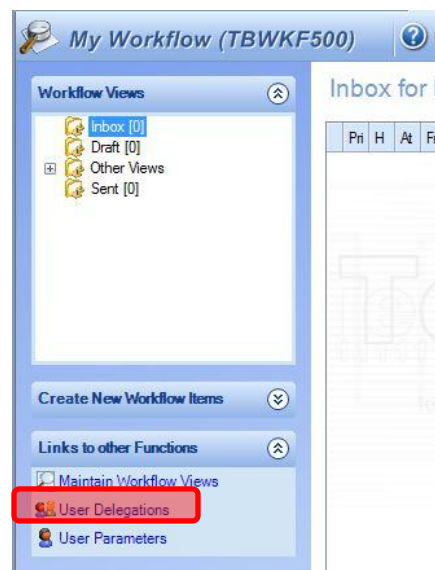 My Workflow (TBWKF500)
Workflow Views
Inbox for
Inbox [0]
Draft [0]
Other Views
Sent [0]
Pri H At
Create New Workflow Items
Links to other Functions
Maintain Workflow Views
User Delegations
User Parameters